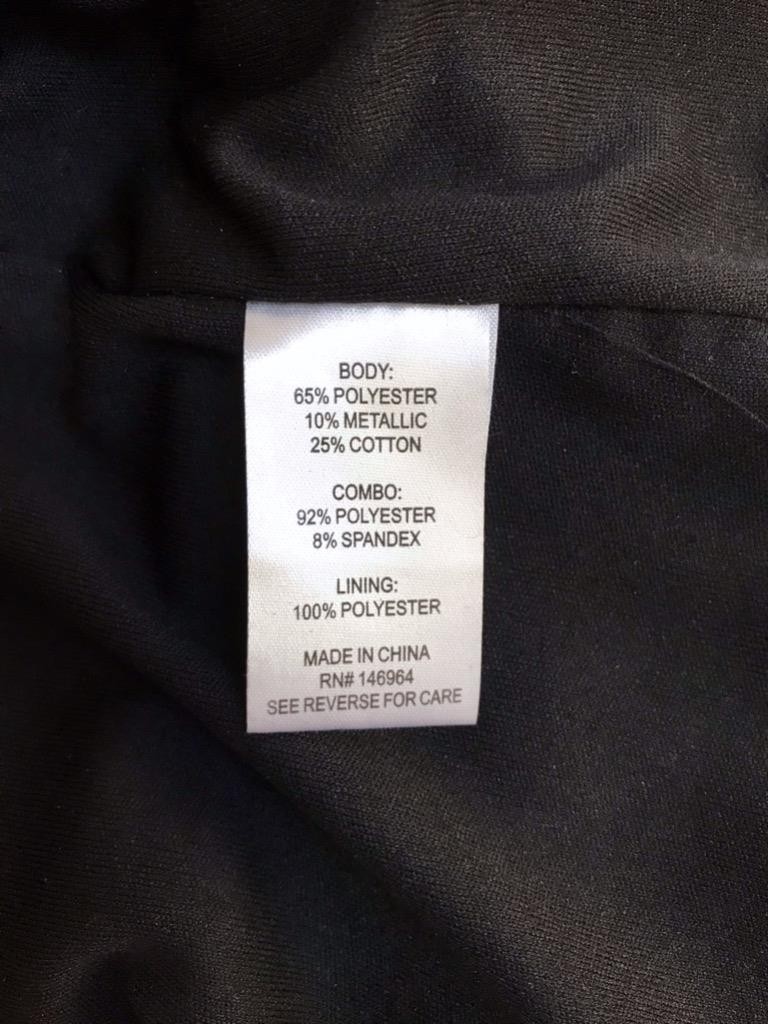 BODY:
65% POLYESTER
10% METALLIC
25% COTTON
COMBO:
92% POLYESTER
8% SPANDEX
LINING:
100% POLYESTER
MADE IN CHINA
RN# 146964
SEE REVERSE FOR CARE